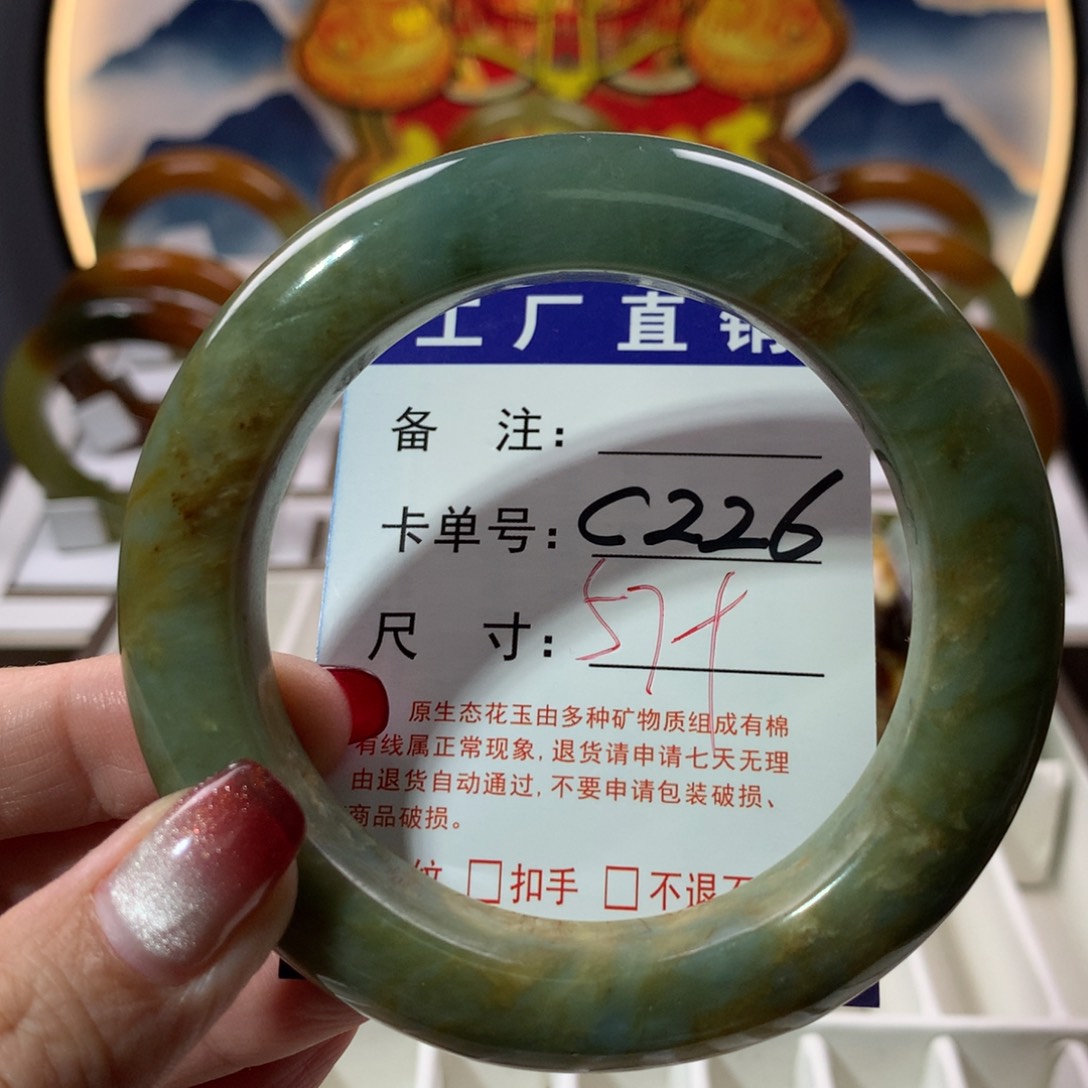 工厂直销
备 注：
卡单号：C226
尺 寸：57+
原生态花玉由多种矿物质组成有棉
有线属正常现象，退货请申请七天无理
由退货自动通过，不要申请包装破损、
商品破损。
纹 □扣手 □不退